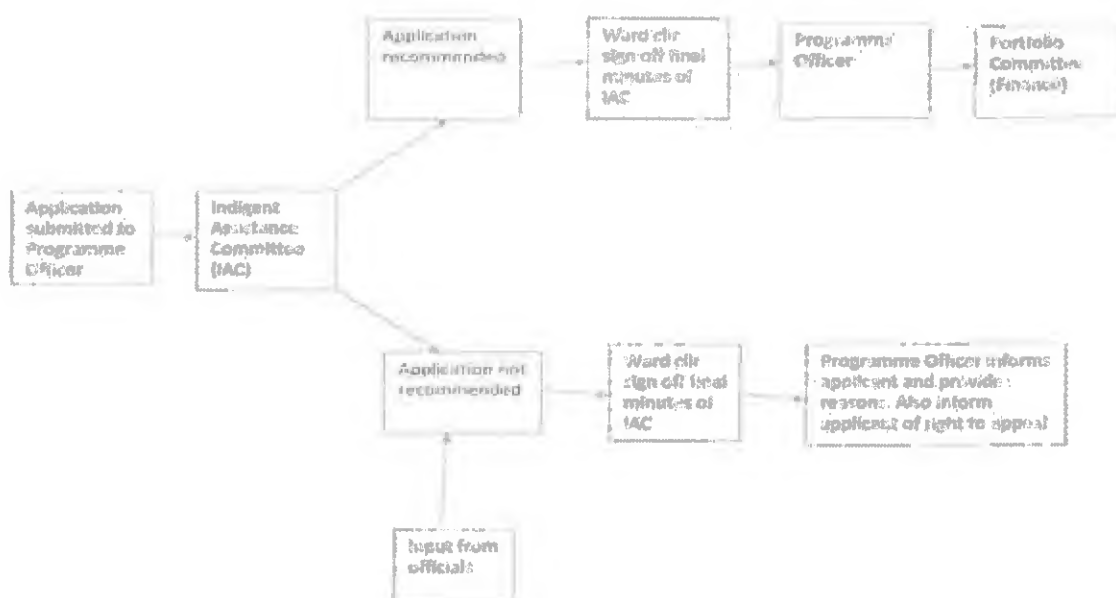 Application
recommended
Ward cllr
sign off final
minutes of
IAC
Programme
Officer
Portfolio
Committee
(Finance)
Application
submitted to
Programme
Officer
Indigent
Assistance
Committee
(IAC)
Application not
recommended
Ward cllr
sign off final
minutes of
IAC
Programme Officer informs
applicant and provides
reasons. Also inform
applicant of right to appeal
Input from
officials